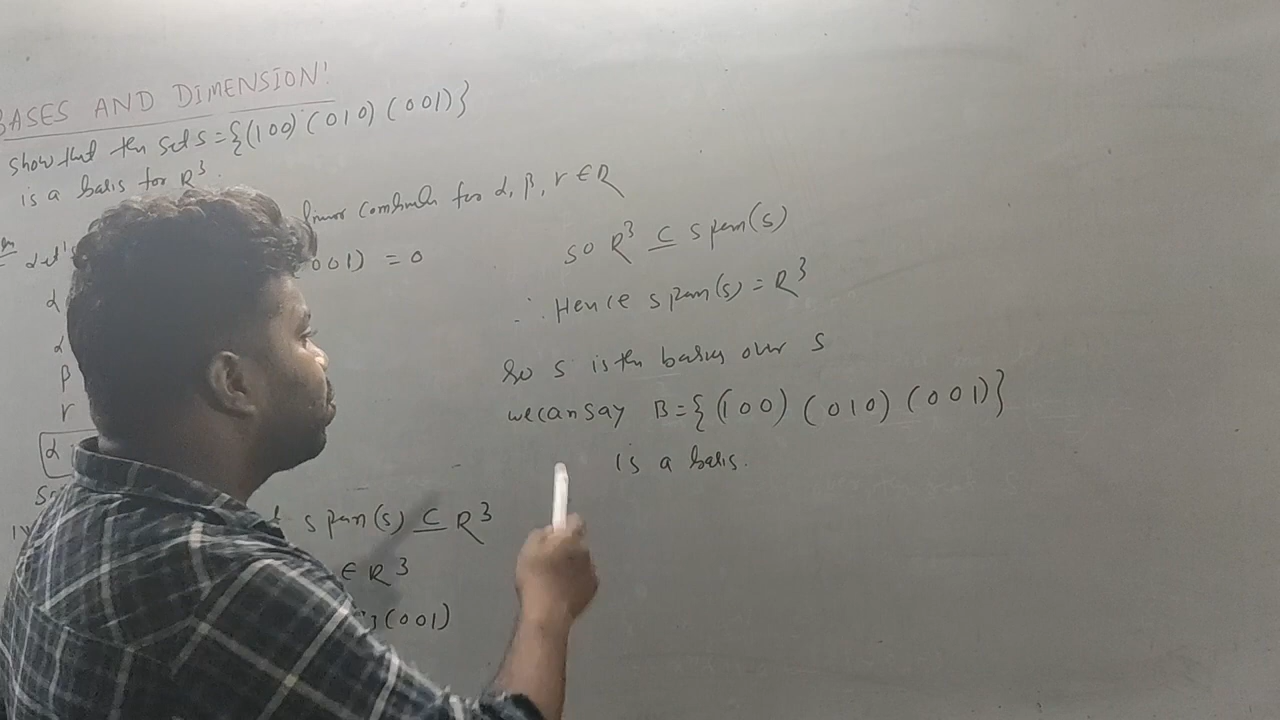 BASES AND DIMENSION!
show that the set s = {(100) (010) (001)}
is a basis for R³.
Let's
for α, β, r ∈ R
001) = 0
α
α
β
r
α
span(s) ⊆ R³
∈ R³
3(001)
so R³ ⊆ span(s)
∴ Hence span(s) = R³
So S is the basis over S
we can say B = {(100) (010) (001)}
is a basis.